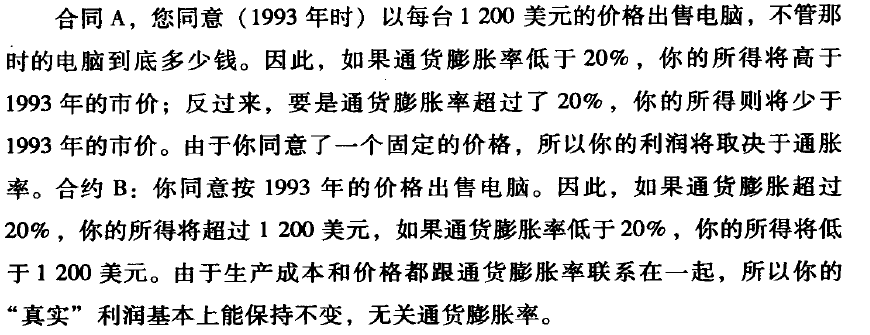 合同 A，您同意（1993 年时）以每台 1 200 美元的价格出售电脑，不管那
时的电脑到底多少钱。因此，如果通货膨胀率低于 20%，你的所得将高于
1993 年的市价；反过来，要是通货膨胀率超过了 20%，你的所得则将少于
1993 年的市价。由于你同意了一个固定的价格，所以你的利润将取决于通胀
率。合约 B：你同意按 1993 年的价格出售电脑。因此，如果通货膨胀超过
20%，你的所得将超过 1 200 美元，如果通货膨胀率低于 20%，你的所得将低
于 1 200 美元。由于生产成本和价格都跟通货膨胀率联系在一起，所以你的
“真实”利润基本上能保持不变，无关通货膨胀率。